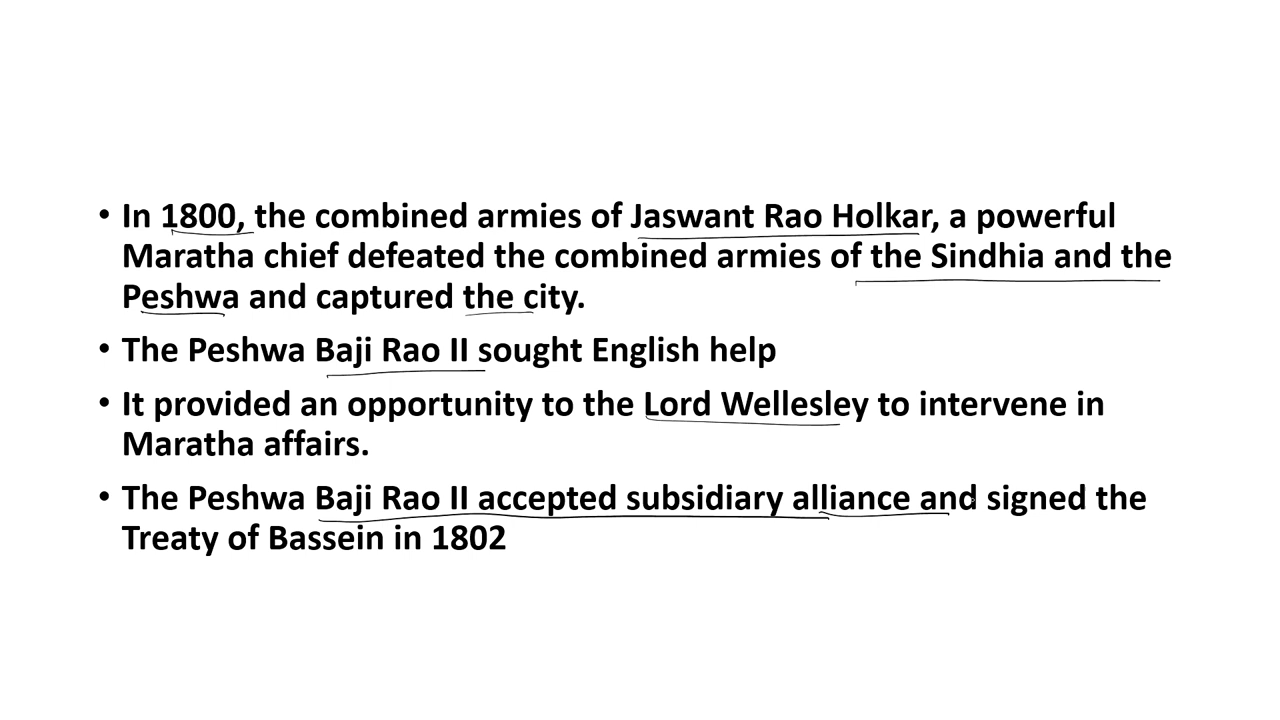 • In 1800, the combined armies of Jaswant Rao Holkar, a powerful
Maratha chief defeated the combined armies of the Sindhia and the
Peshwa and captured the city.
• The Peshwa Baji Rao II sought English help
• It provided an opportunity to the Lord Wellesley to intervene in
Maratha affairs.
• The Peshwa Baji Rao II accepted subsidiary alliance and signed the
Treaty of Bassein in 1802